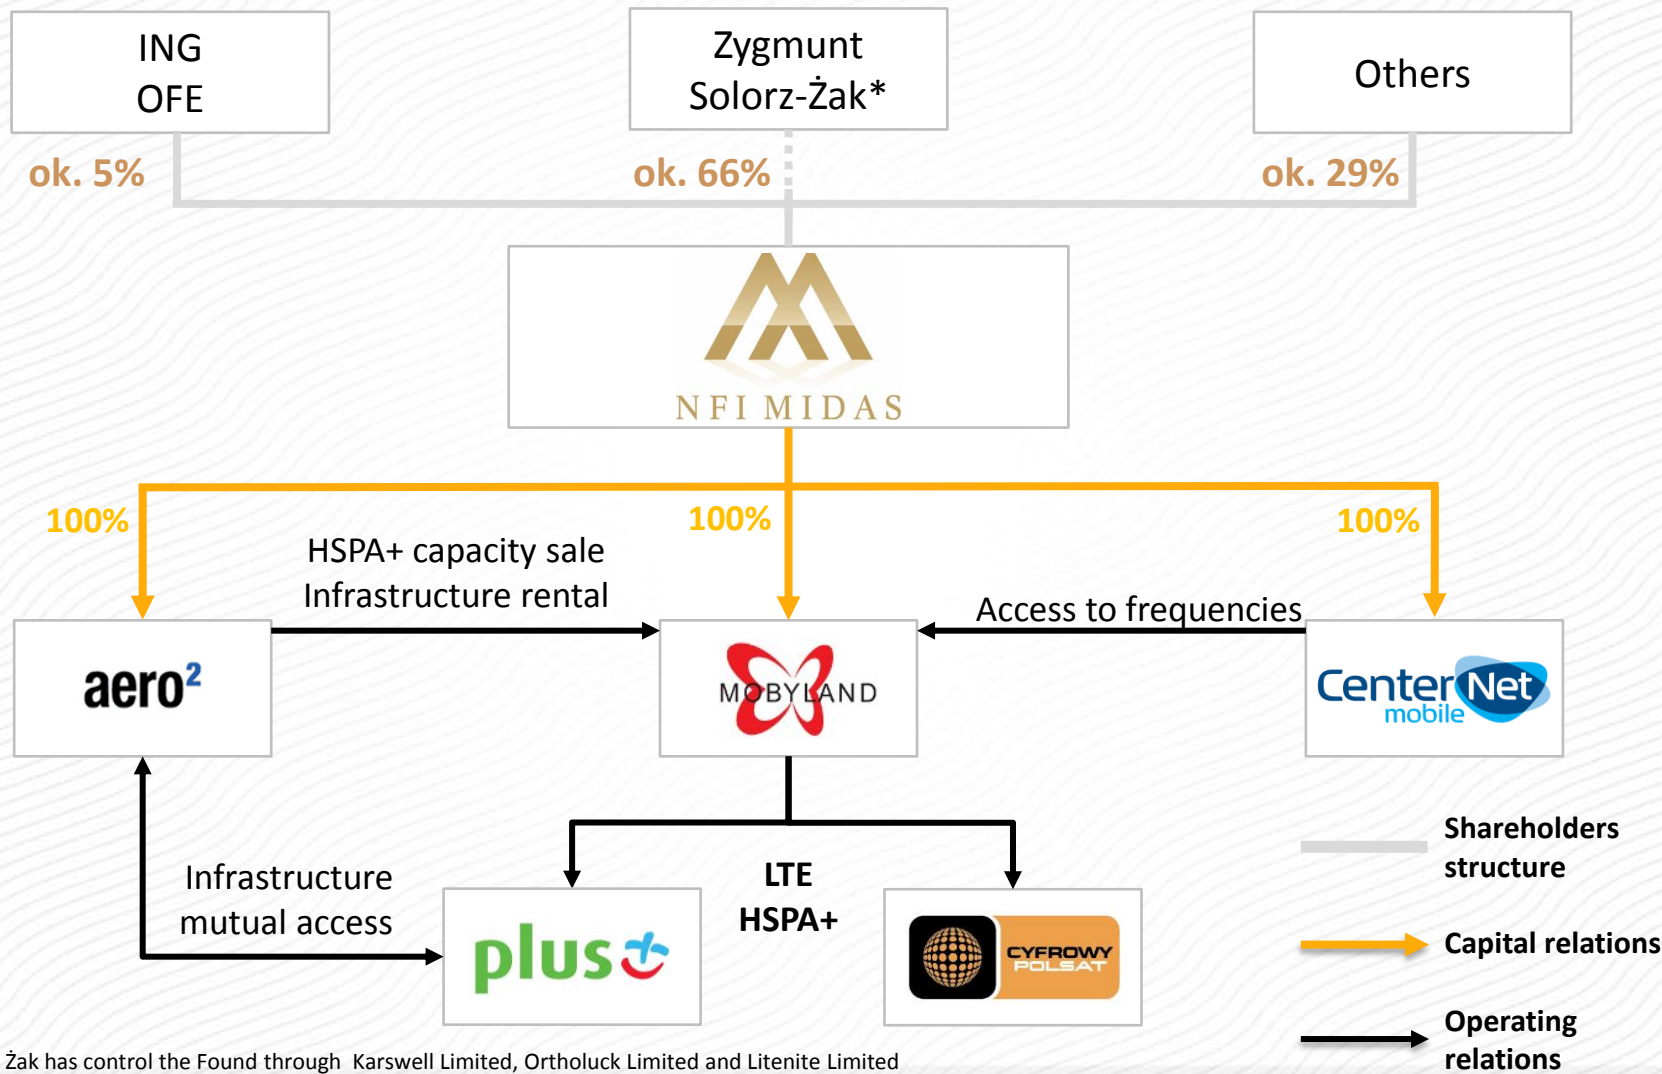 ING
OFE
Zygmunt
Solorz-Żak*
Others
ok. 5%
ok. 66%
ok. 29%
NFI MIDAS
100%
100%
100%
HSPA+ capacity sale
Infrastructure rental
Access to frequencies
aero²
MOBYLAND
CenterNet
mobile
Infrastructure
mutual access
LTE
HSPA+
plus
CYFROWY
POLSAT
Shareholders
structure
Capital relations
Operating
relations
Żak has control the Found through Karswell Limited, Ortholuck Limited and Litenite Limited